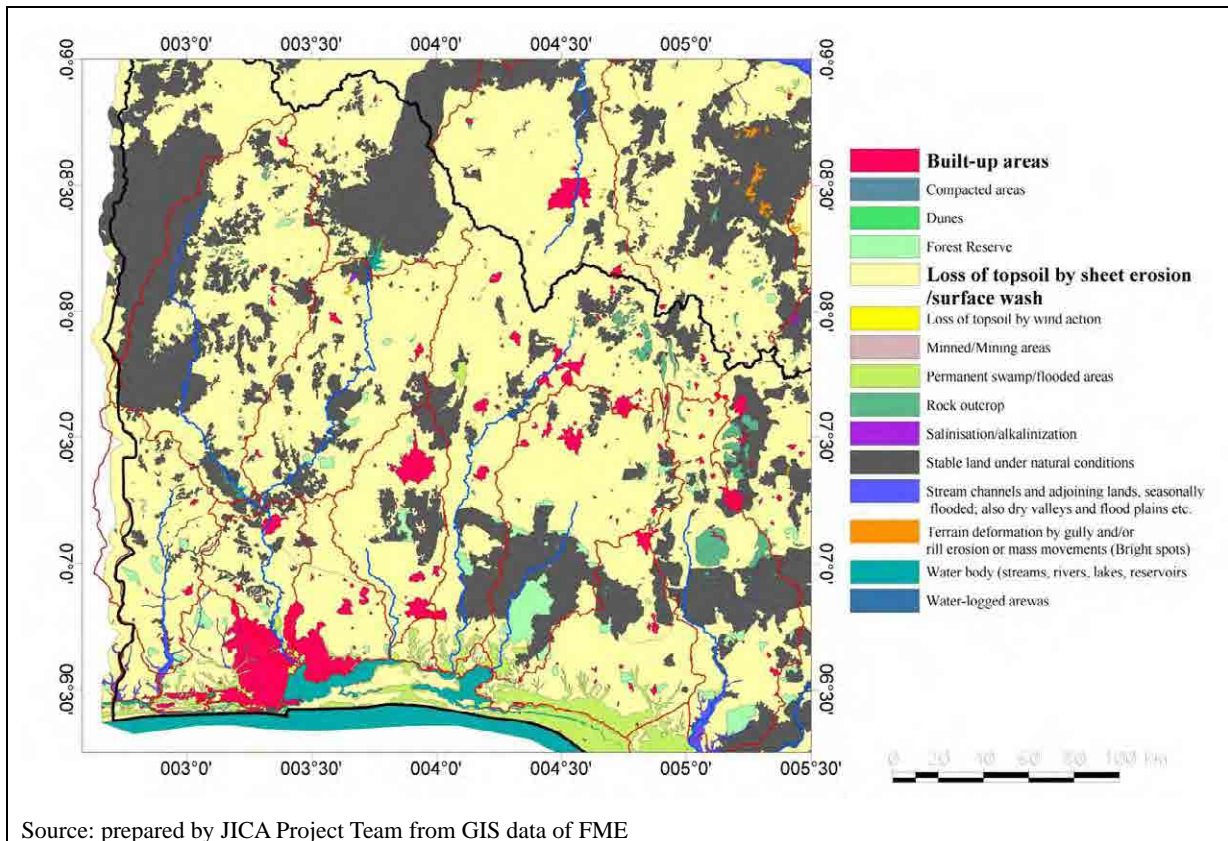 003°0' 003°30' 004°0' 004°30' 005°0'
09°0' 09°0'
08°30' 08°30'
08°0' 08°0'
07°30' 07°30'
07°0' 07°0'
06°30' 06°30'
003°0' 003°30' 004°0' 004°30' 005°0' 005°30'
Built-up areas
Compacted areas
Dunes
Forest Reserve
Loss of topsoil by sheet erosion
/surface wash
Loss of topsoil by wind action
Minned/Mining areas
Permanent swamp/flooded areas
Rock outcrop
Salinisation/alkalinization
Stable land under natural conditions
Stream channels and adjoining lands, seasonally
flooded; also dry valleys and flood plains etc.
Terrain deformation by gully and/or
rill erosion or mass movements (Bright spots)
Water body (streams, rivers, lakes, reservoirs
Water-logged arewas
0 20 40 60 80 100 km
Source: prepared by JICA Project Team from GIS data of FME